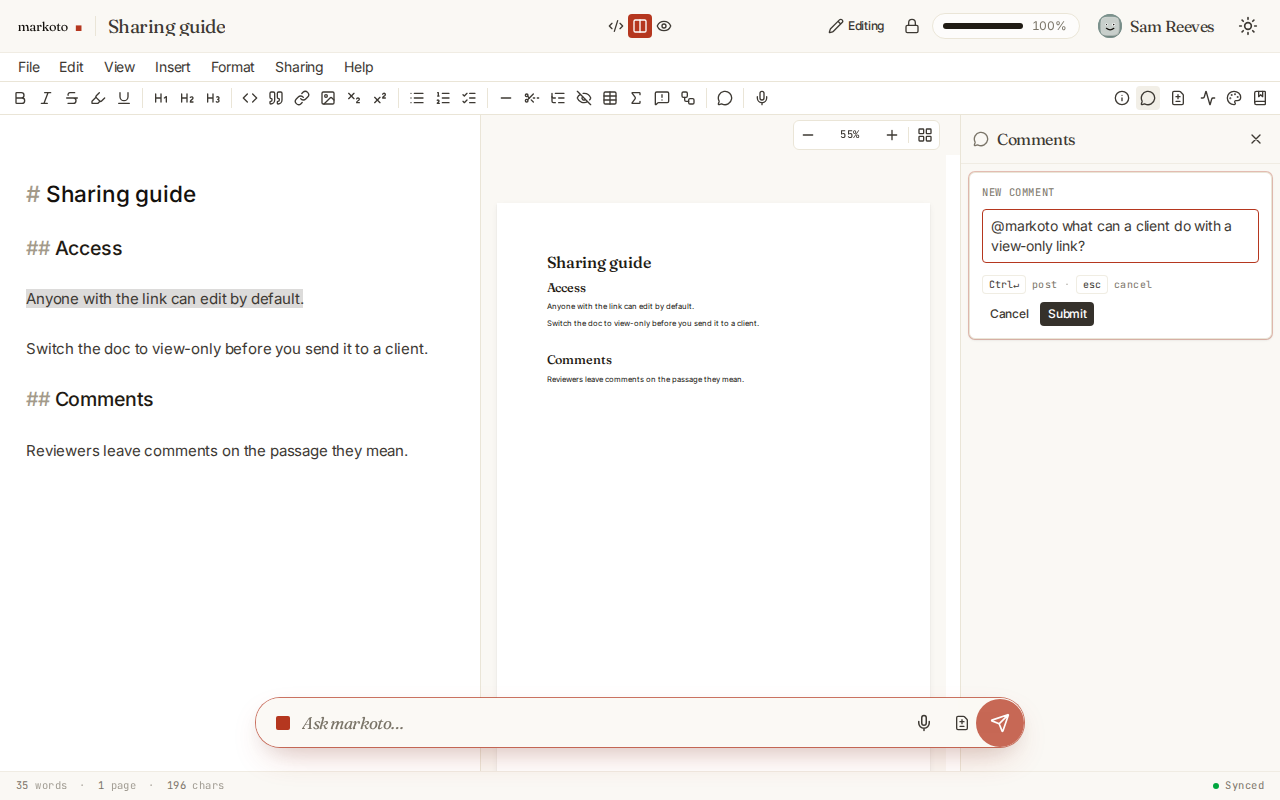 markoto
Sharing guide
Editing
100%
Sam Reeves
File Edit View Insert Format Sharing Help
H1 H2 H3
55%
# Sharing guide
## Access
Anyone with the link can edit by default.
Switch the doc to view-only before you send it to a client.
## Comments
Reviewers leave comments on the passage they mean.
Sharing guide
Access
Anyone with the link can edit by default.
Switch the doc to view-only before you send it to a client.
Comments
Reviewers leave comments on the passage they mean.
Comments
NEW COMMENT
@markoto what can a client do with a
view-only link?
Ctrl↵ post · esc cancel
Cancel Submit
Ask markoto...
35 words · 1 page · 196 chars
Synced